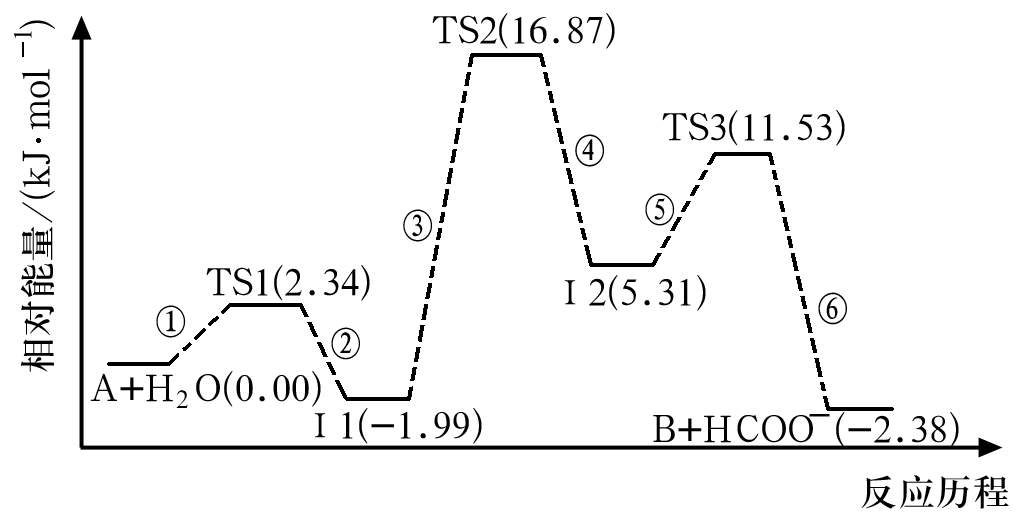 相对能量/(kJ·mol⁻¹)
TS2(16.87)
TS3(11.53)
④
⑤
③
TS1(2.34)
I 2(5.31)
①
②
⑥
A+H₂O(0.00)
I 1(−1.99)
B+HCOO⁻(−2.38)
反应历程